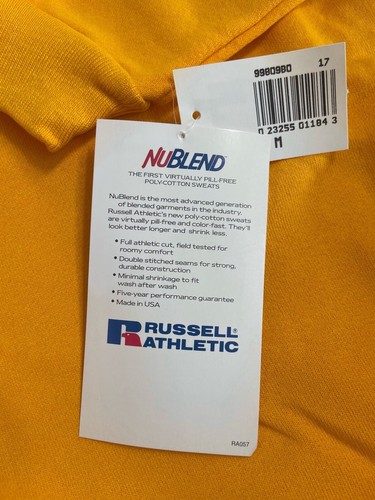 99809B0 17
0 23255 01184 3
M
NUBLEND
THE FIRST VIRTUALLY PILL-FREE
POLY-COTTON SWEATS
NuBlend is the most advanced generation
of blended garments in the industry.
Russell Athletic's new poly-cotton sweats
are virtually pill-free and color-fast. They'll
look better longer and shrink less.
• Full athletic cut, field tested for
roomy comfort
• Double stitched seams for strong,
durable construction
• Minimal shrinkage to fit
wash after wash
• Five-year performance guarantee
• Made in USA
R RUSSELL
ATHLETIC®
RA057